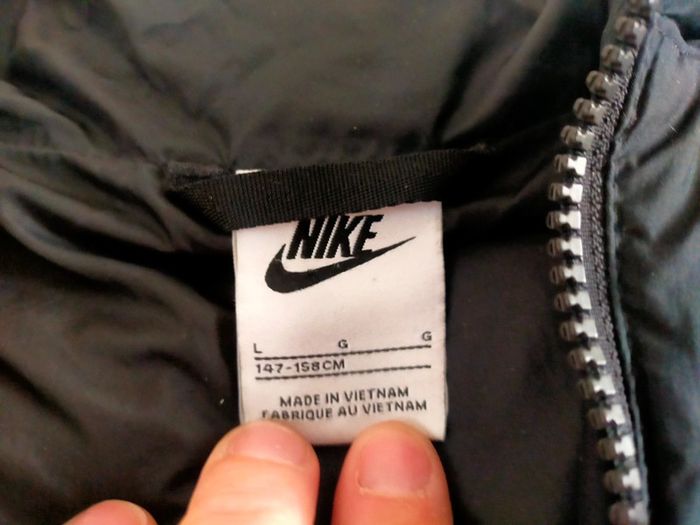 NIKE
L G G
147-158CM
MADE IN VIETNAM
FABRIQUE AU VIETNAM